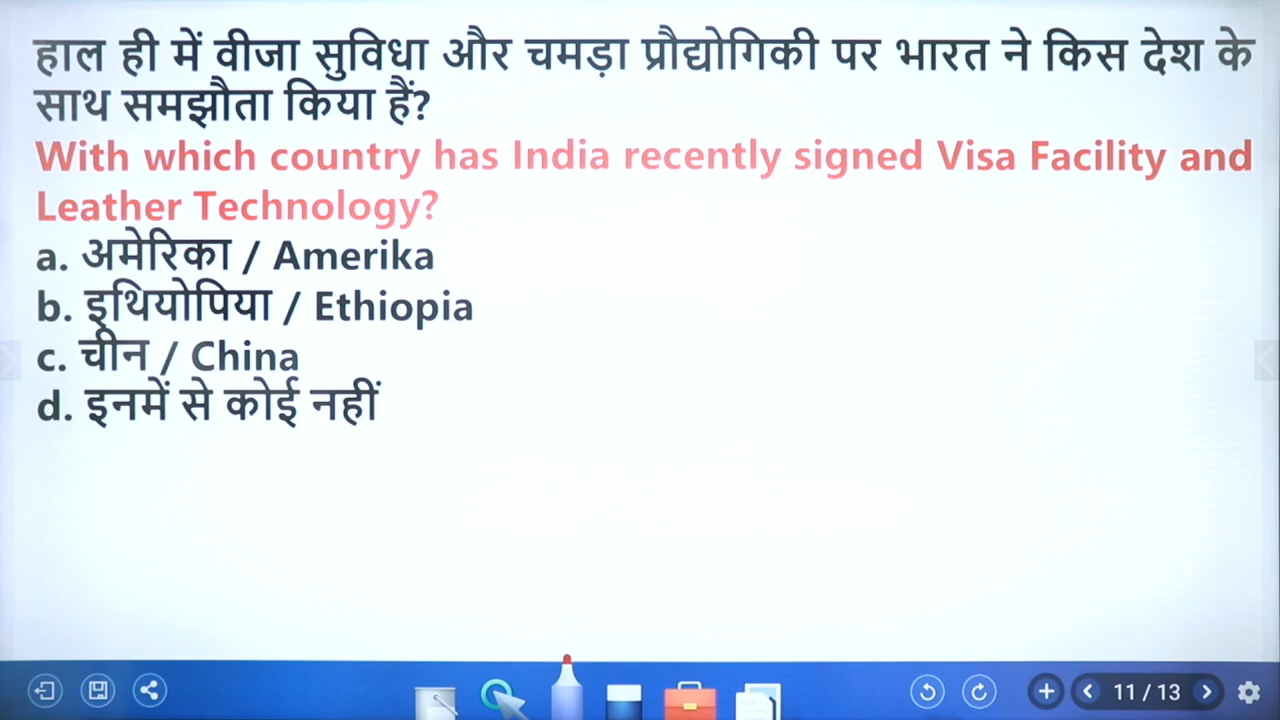 हाल ही में वीजा सुविधा और चमड़ा प्रौद्योगिकी पर भारत ने किस देश के
साथ समझौता किया हैं?
With which country has India recently signed Visa Facility and
Leather Technology?
a. अमेरिका / Amerika
b. इथियोपिया / Ethiopia
c. चीन / China
d. इनमें से कोई नहीं
11 / 13